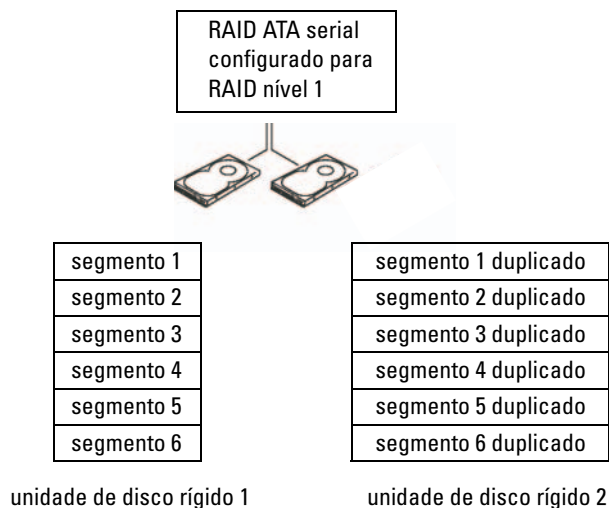 RAID ATA serial
configurado para
RAID nível 1
segmento 1
segmento 1 duplicado
segmento 2
segmento 2 duplicado
segmento 3
segmento 3 duplicado
segmento 4
segmento 4 duplicado
segmento 5
segmento 5 duplicado
segmento 6
segmento 6 duplicado
unidade de disco rígido 1
unidade de disco rígido 2